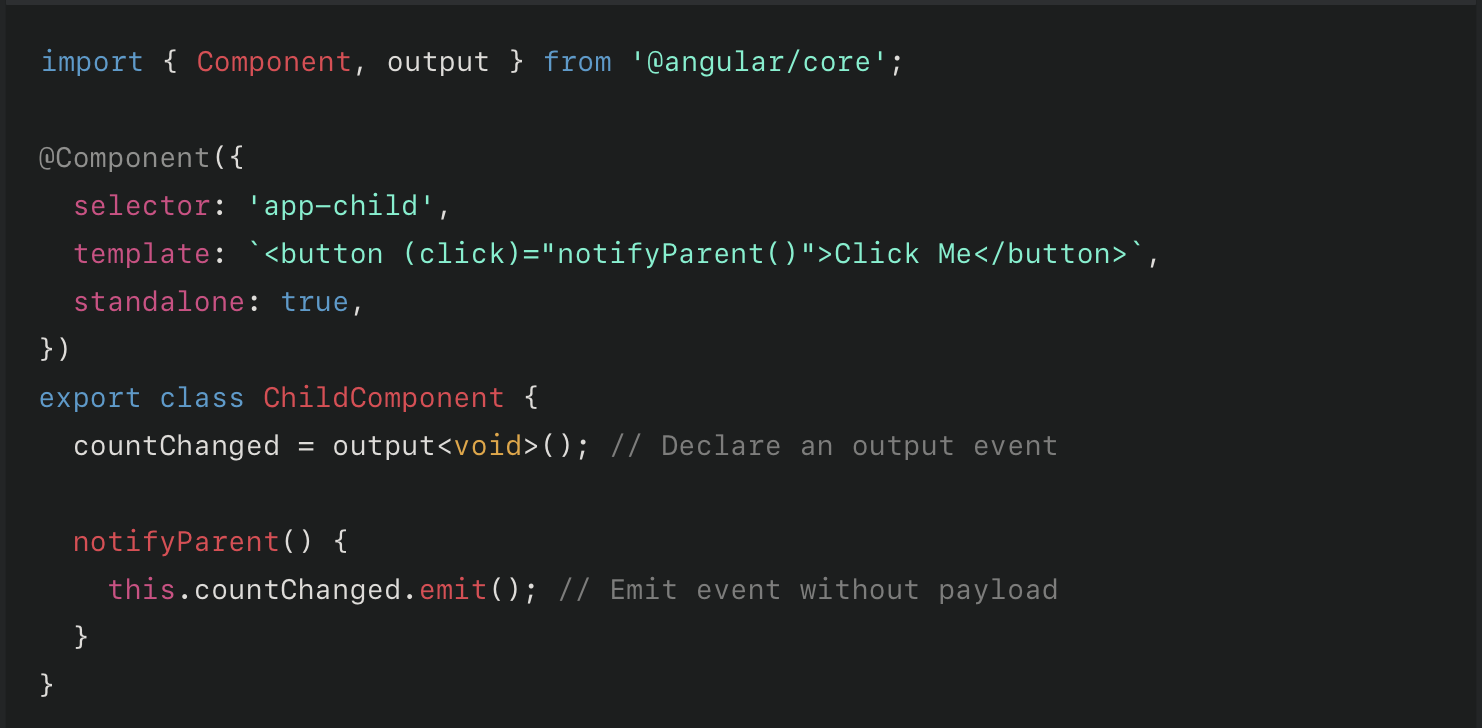 import { Component, output } from '@angular/core';
@Component({
  selector: 'app-child',
  template: `<button (click)="notifyParent()">Click Me</button>`,
  standalone: true,
})
export class ChildComponent {
  countChanged = output<void>(); // Declare an output event
  notifyParent() {
    this.countChanged.emit(); // Emit event without payload
  }
}